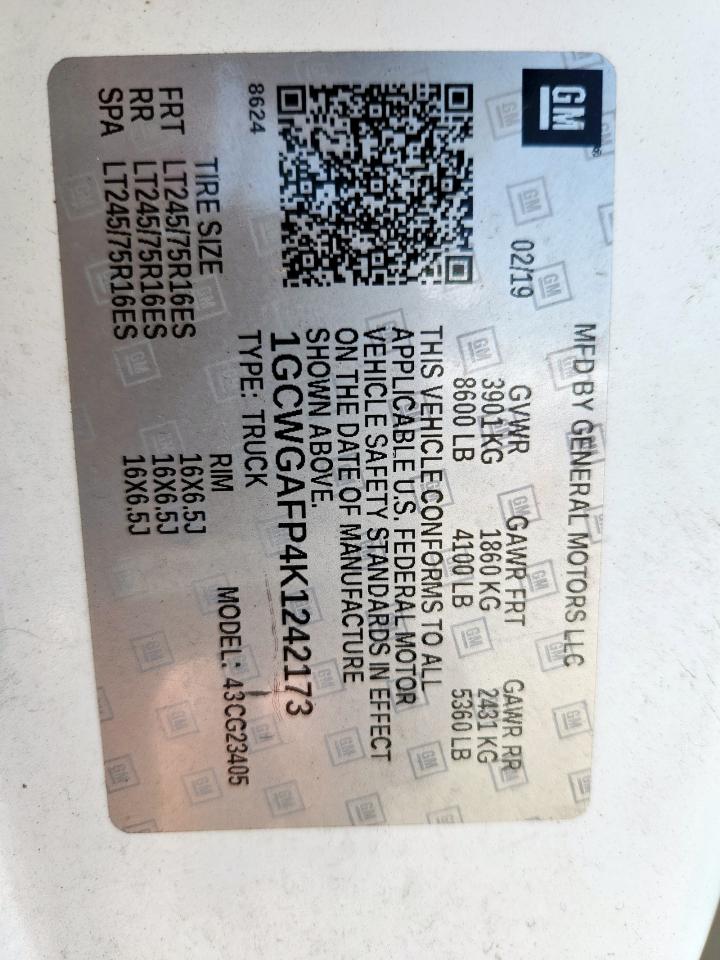 GM
MFD BY GENERAL MOTORS LLC
02/19
GVWR GAWR FRT GAWR RR
3901 KG 1860 KG 2431 KG
8600 LB 4100 LB 5360 LB
THIS VEHICLE CONFORMS TO ALL
APPLICABLE U.S. FEDERAL MOTOR
VEHICLE SAFETY STANDARDS IN EFFECT
ON THE DATE OF MANUFACTURE
SHOWN ABOVE.
1GCWGAFP4K1242173
8624
TYPE: TRUCK
MODEL: 43CG23405
TIRE SIZE RIM
FRT LT245/75R16ES 16X6.5J
RR LT245/75R16ES 16X6.5J
SPA LT245/75R16ES 16X6.5J